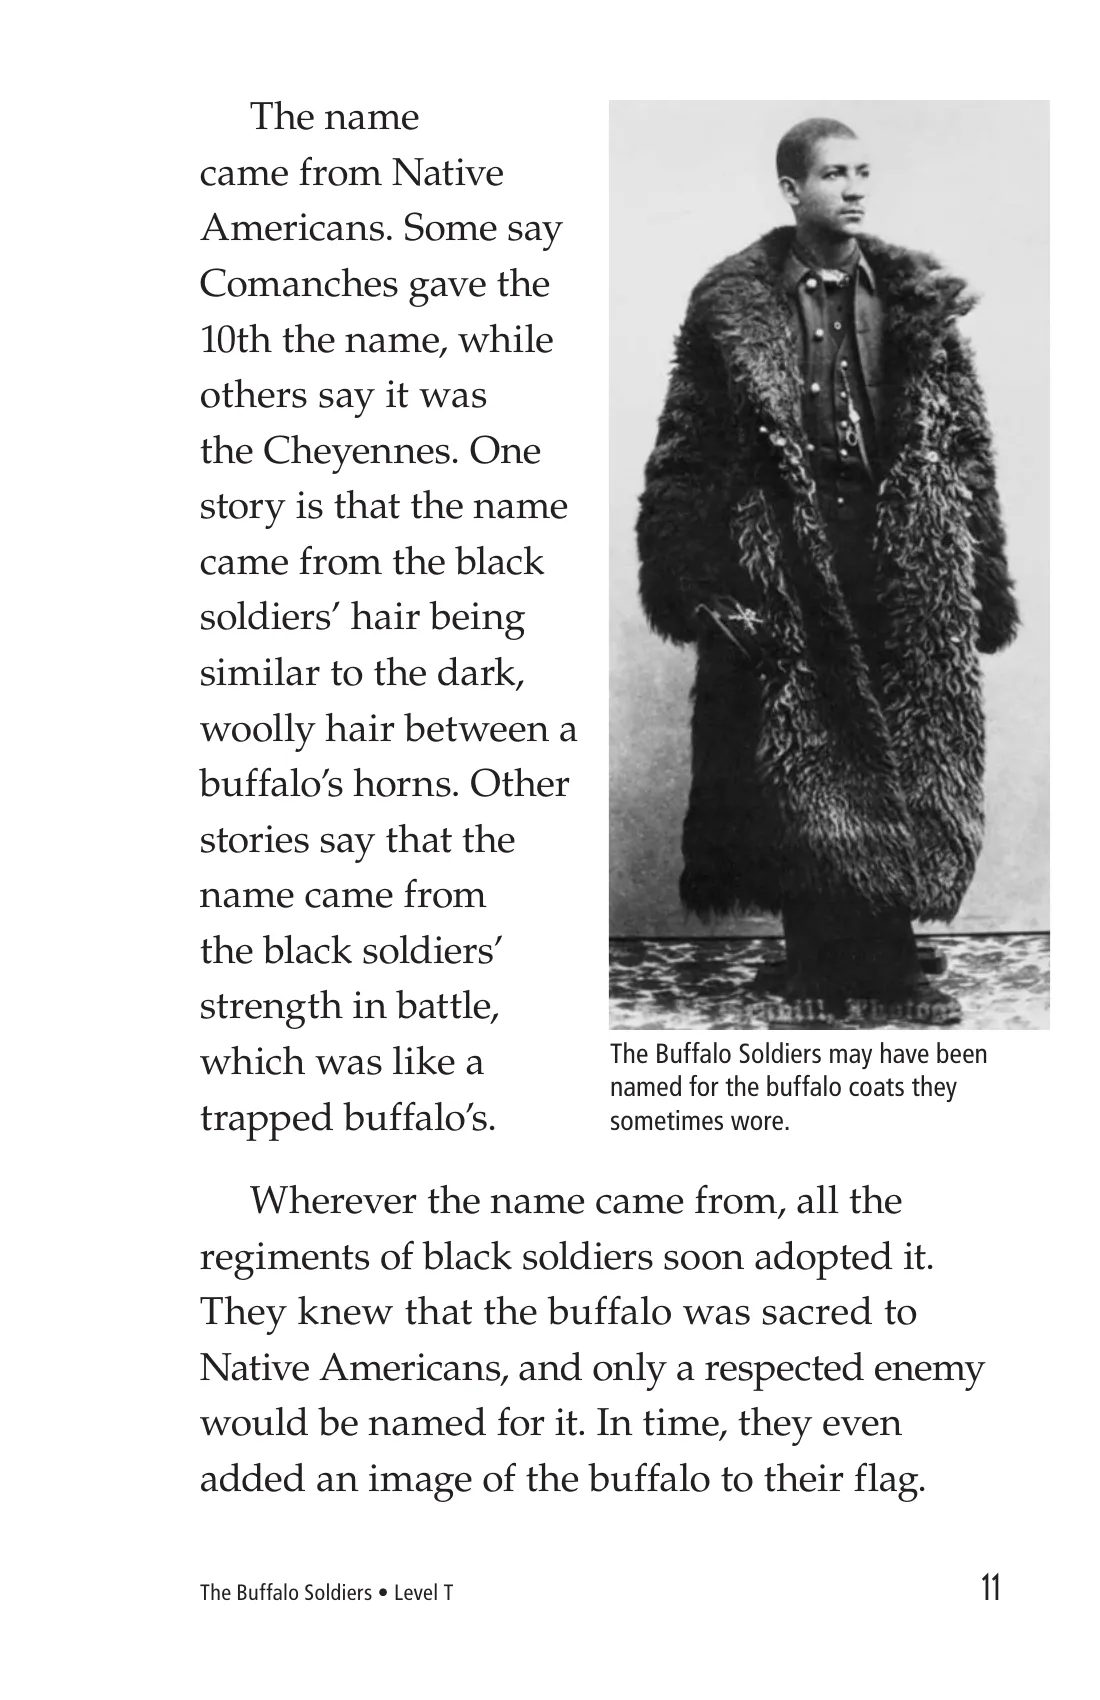 The name
came from Native
Americans. Some say
Comanches gave the
10th the name, while
others say it was
the Cheyennes. One
story is that the name
came from the black
soldiers’ hair being
similar to the dark,
woolly hair between a
buffalo’s horns. Other
stories say that the
name came from
the black soldiers’
strength in battle,
which was like a
trapped buffalo’s.
The Buffalo Soldiers may have been
named for the buffalo coats they
sometimes wore.
Wherever the name came from, all the
regiments of black soldiers soon adopted it.
They knew that the buffalo was sacred to
Native Americans, and only a respected enemy
would be named for it. In time, they even
added an image of the buffalo to their flag.
The Buffalo Soldiers • Level T
11